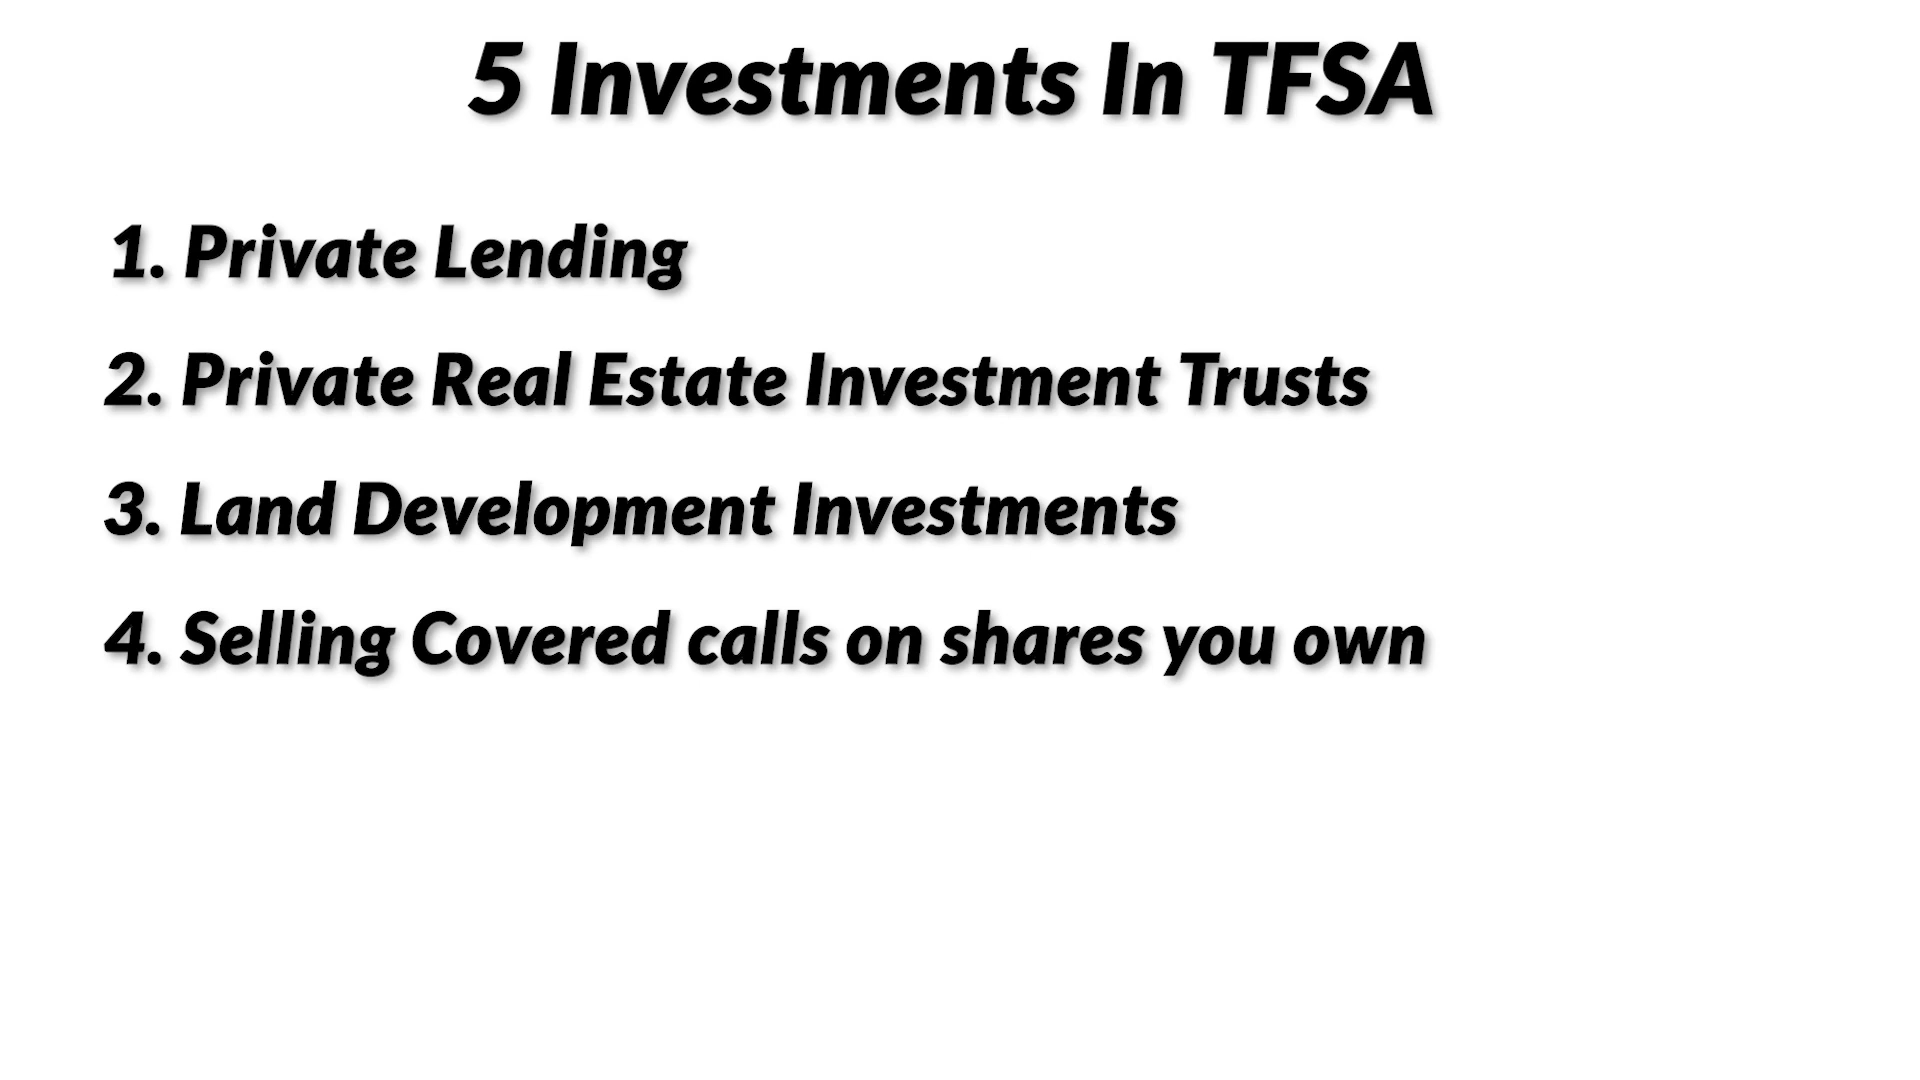 5 Investments In TFSA
1. Private Lending
2. Private Real Estate Investment Trusts
3. Land Development Investments
4. Selling Covered calls on shares you own